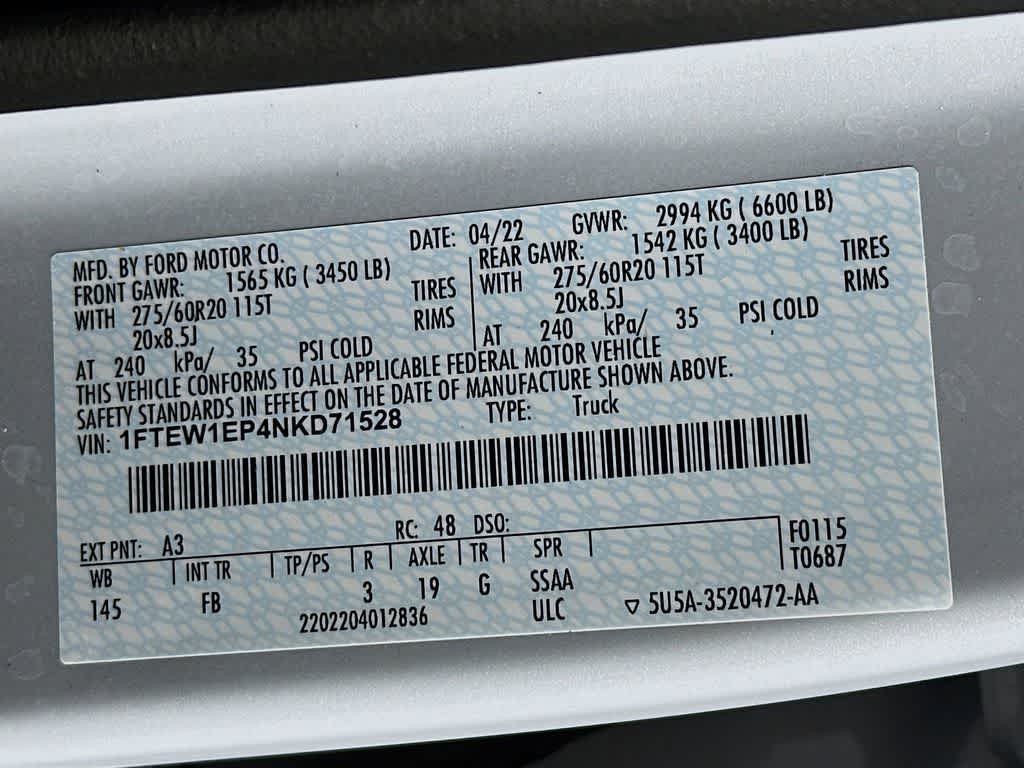 MFD. BY FORD MOTOR CO. DATE: 04/22 GVWR: 2994 KG ( 6600 LB)
FRONT GAWR: 1565 KG ( 3450 LB) REAR GAWR: 1542 KG ( 3400 LB)
WITH 275/60R20 115T TIRES WITH 275/60R20 115T TIRES
20x8.5J RIMS 20x8.5J RIMS
AT 240 kPa/ 35 PSI COLD AT 240 kPa/ 35 PSI COLD
THIS VEHICLE CONFORMS TO ALL APPLICABLE FEDERAL MOTOR VEHICLE
SAFETY STANDARDS IN EFFECT ON THE DATE OF MANUFACTURE SHOWN ABOVE.
VIN: 1FTEW1EP4NKD71528 TYPE: Truck
EXT PNT: A3 RC: 48 DSO: F0115
WB INT TR TP/PS R AXLE TR SPR T0687
145 FB 3 19 G SSAA
2202204012836 ULC ▽ 5U5A-3520472-AA